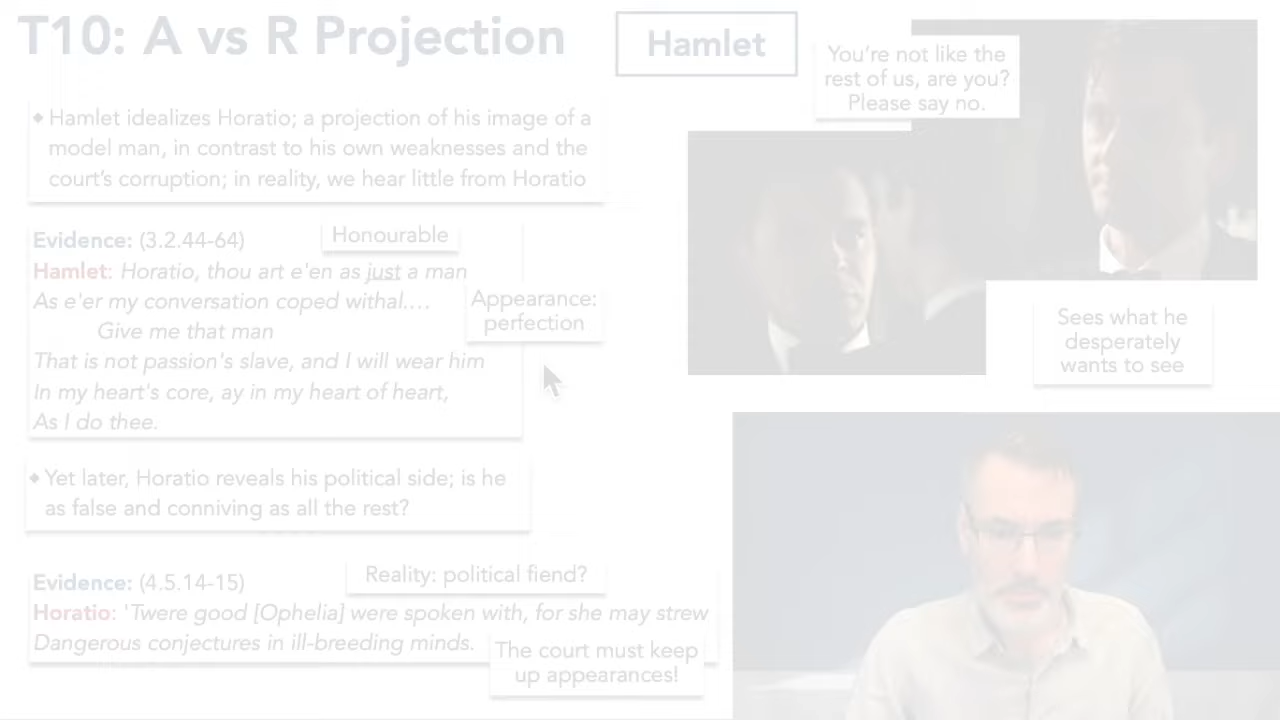 T10: A vs R Projection
Hamlet
You're not like the
rest of us, are you?
Please say no.
◆ Hamlet idealizes Horatio; a projection of his image of a
model man, in contrast to his own weaknesses and the
court's corruption; in reality, we hear little from Horatio
Evidence: (3.2.44-64)
Honourable
Hamlet: Horatio, thou art e'en as just a man
As e'er my conversation coped withal....
Give me that man
That is not passion's slave, and I will wear him
In my heart's core, ay in my heart of heart,
As I do thee.
Appearance:
perfection
Sees what he
desperately
wants to see
◆ Yet later, Horatio reveals his political side; is he
as false and conniving as all the rest?
Evidence: (4.5.14-15)
Reality: political fiend?
Horatio: 'Twere good [Ophelia] were spoken with, for she may strew
Dangerous conjectures in ill-breeding minds.
The court must keep
up appearances!